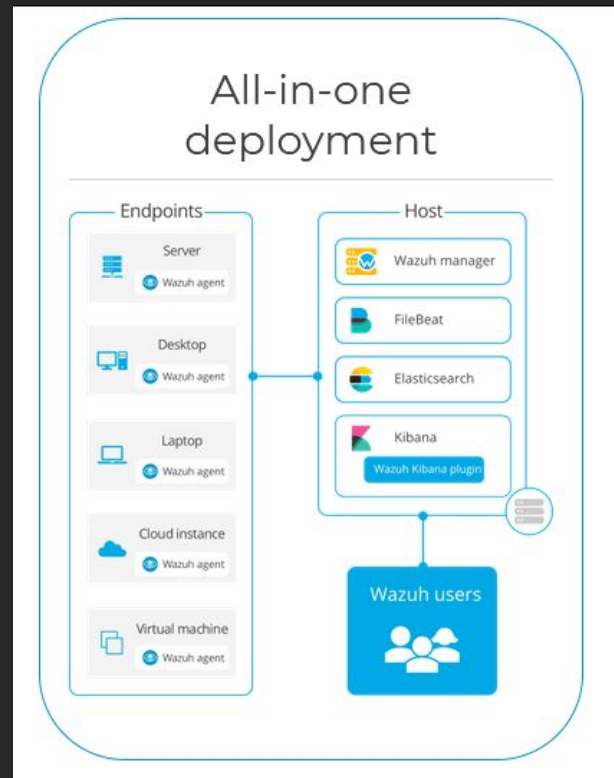 All-in-one
deployment
Endpoints
Server
Wazuh agent
Desktop
Wazuh agent
Laptop
Wazuh agent
Cloud instance
Wazuh agent
Virtual machine
Wazuh agent
Host
Wazuh manager
FileBeat
Elasticsearch
Kibana
Wazuh Kibana plugin
Wazuh users